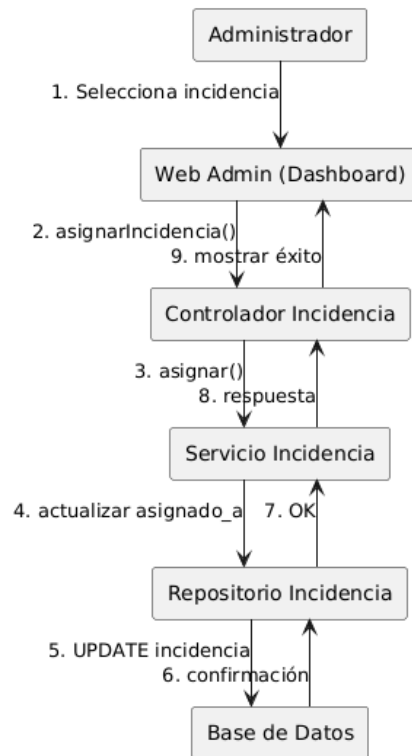 Administrador
1. Selecciona incidencia
Web Admin (Dashboard)
2. asignarIncidencia()
9. mostrar éxito
Controlador Incidencia
3. asignar()
8. respuesta
Servicio Incidencia
4. actualizar asignado_a
7. OK
Repositorio Incidencia
5. UPDATE incidencia
6. confirmación
Base de Datos